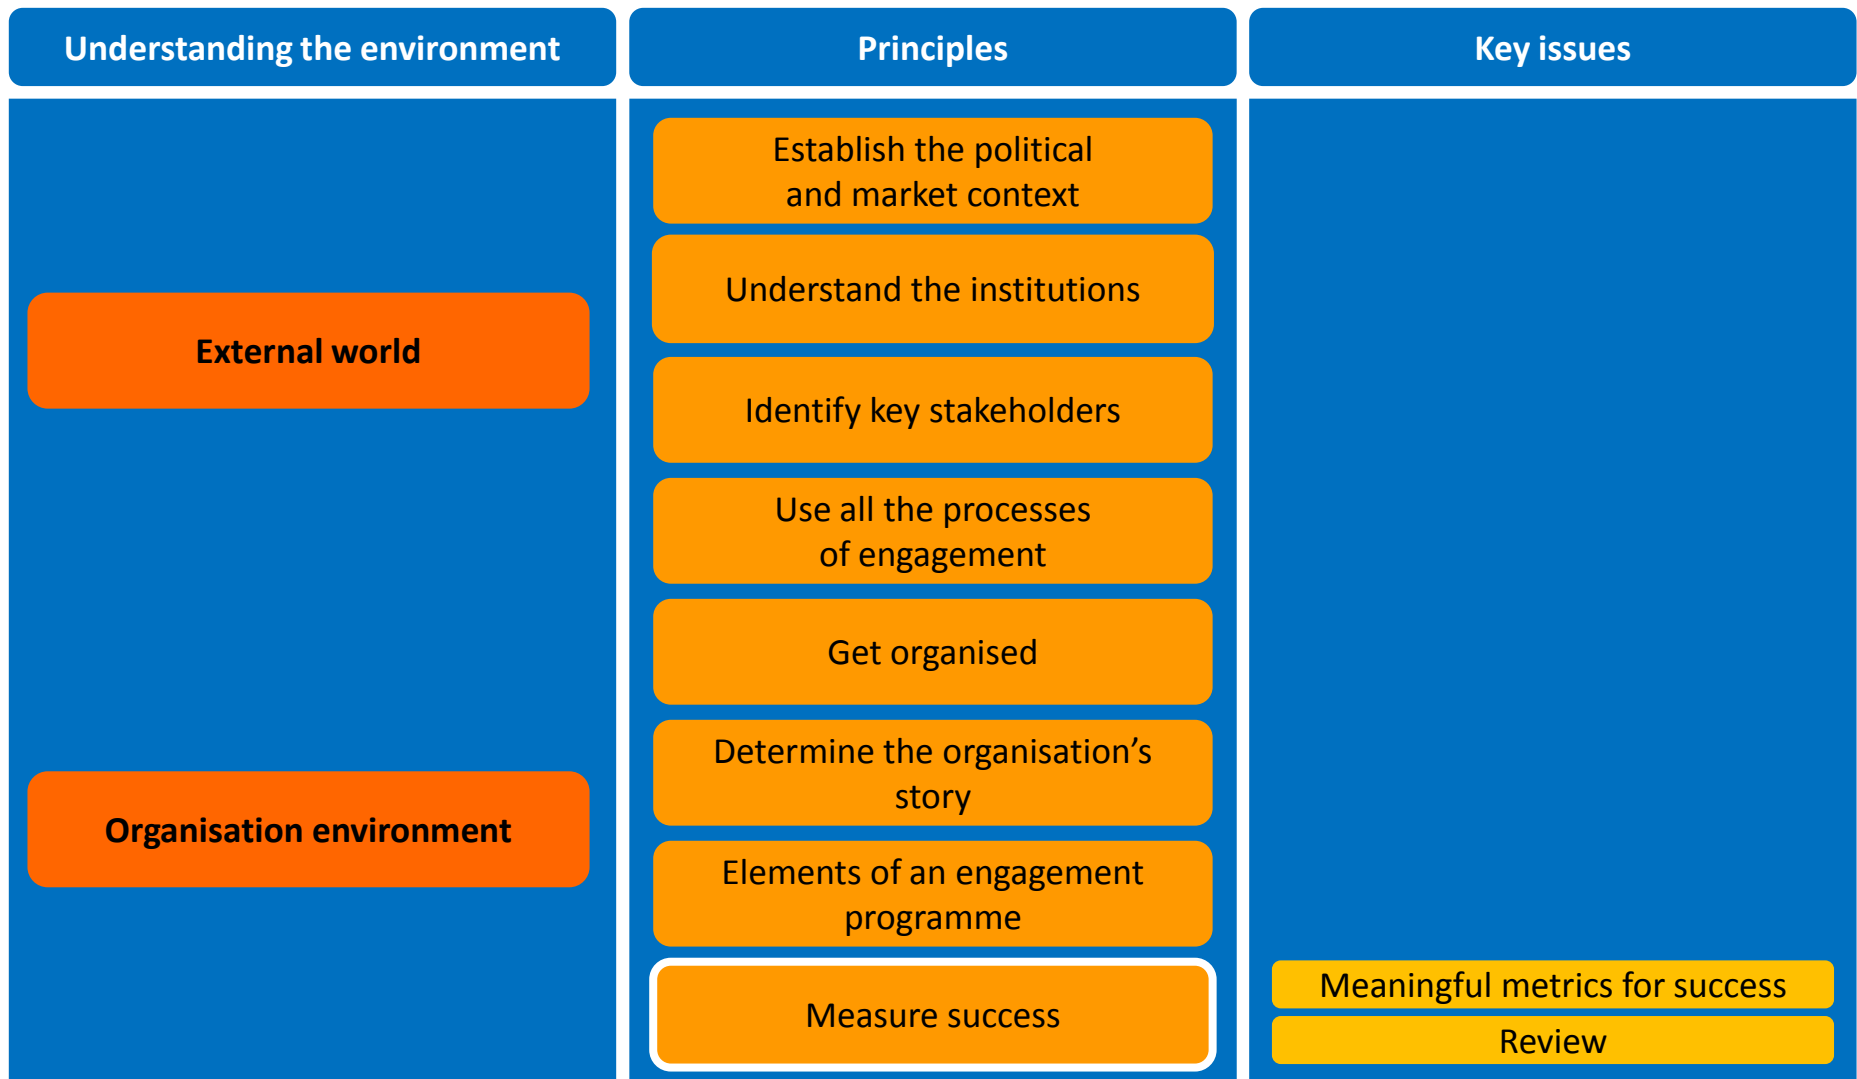 Understanding the environment
Principles
Key issues
External world
Organisation environment
Establish the political
and market context
Understand the institutions
Identify key stakeholders
Use all the processes
of engagement
Get organised
Determine the organisation’s
story
Elements of an engagement
programme
Measure success
Meaningful metrics for success
Review